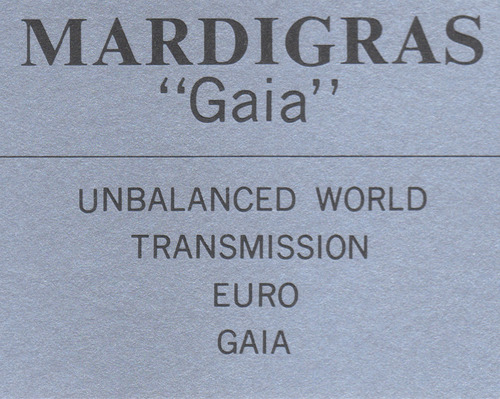 MARDIGRAS
“Gaia”
UNBALANCED WORLD
TRANSMISSION
EURO
GAIA